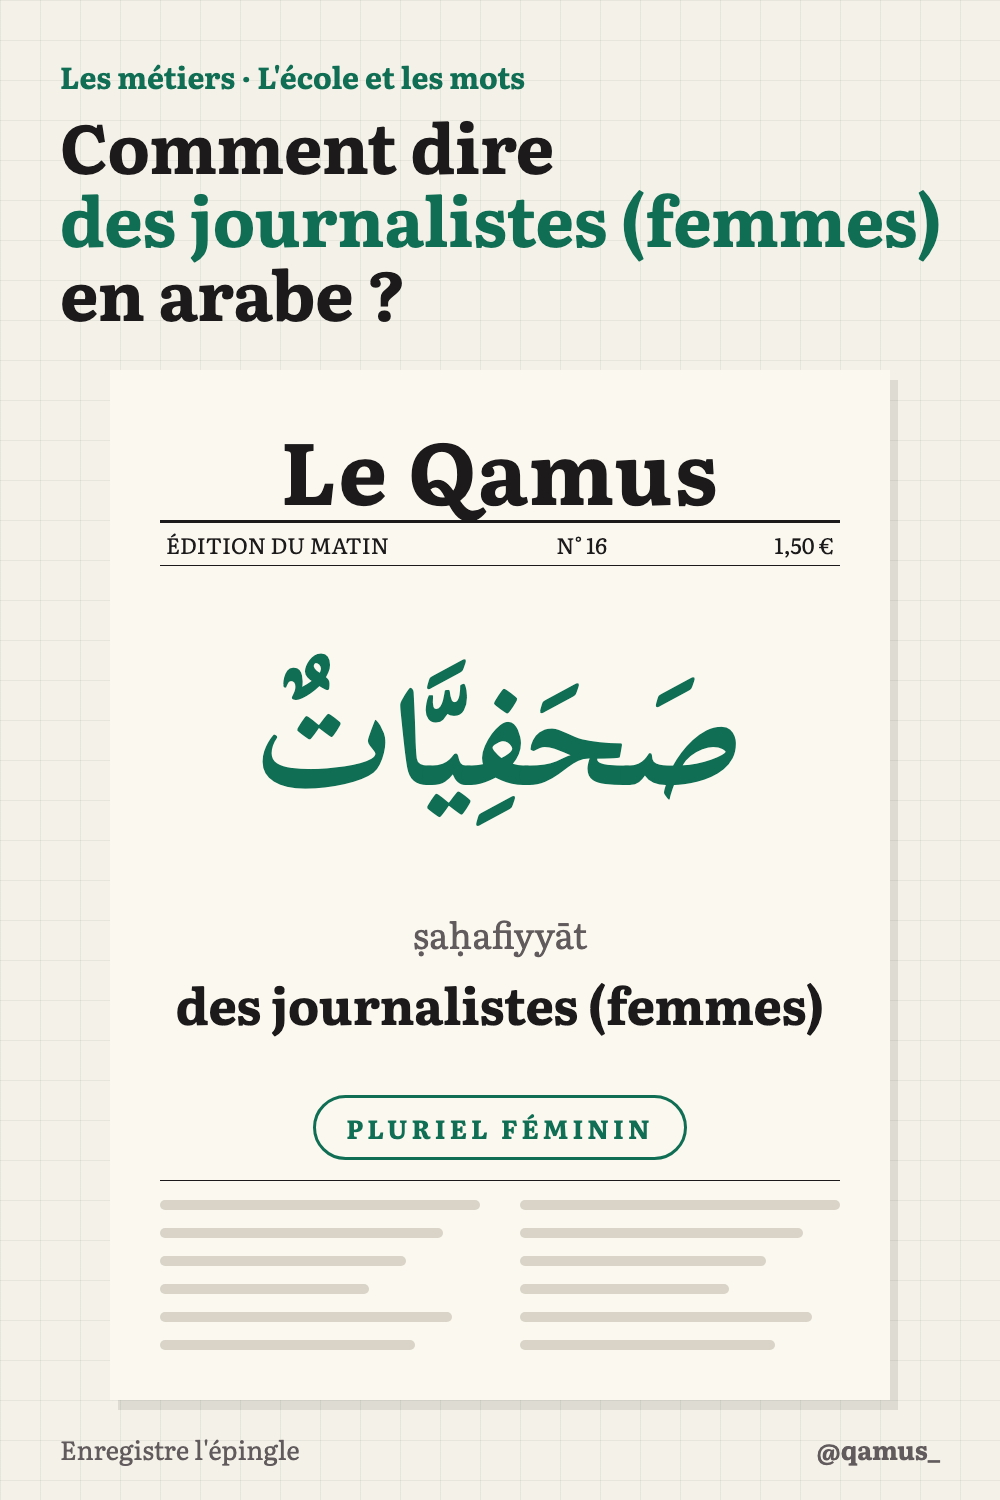 Les métiers · L'école et les mots
Comment dire
des journalistes (femmes)
en arabe ?
Le Qamus
ÉDITION DU MATIN N° 16 1,50 €
صَحَفِيَّاتٌ
ṣaḥafiyyāt
des journalistes (femmes)
PLURIEL FÉMININ
Enregistre l'épingle @qamus_